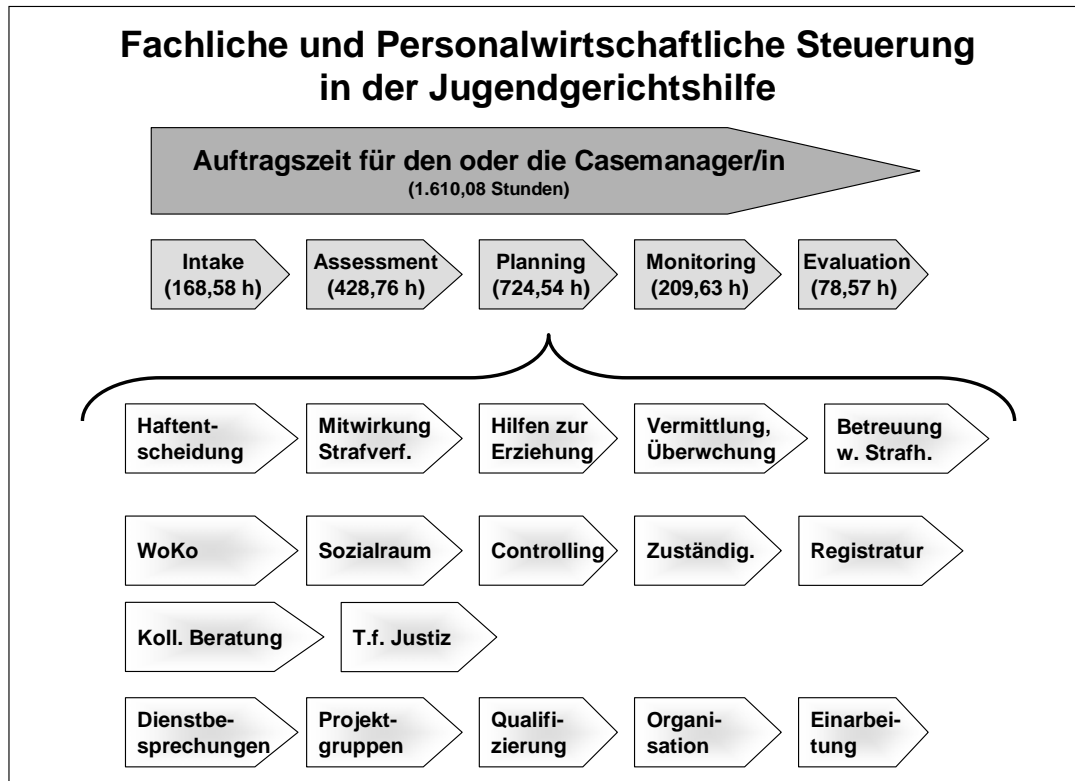 Fachliche und Personalwirtschaftliche Steuerung
in der Jugendgerichtshilfe
Auftragszeit für den oder die Casemanager/in
(1.610,08 Stunden)
Intake
(168,58 h)
Assessment
(428,76 h)
Planning
(724,54 h)
Monitoring
(209,63 h)
Evaluation
(78,57 h)
Haftent-
scheidung
Mitwirkung
Strafverf.
Hilfen zur
Erziehung
Vermittlung,
Überwchung
Betreuung
w. Strafh.
WoKo
Sozialraum
Controlling
Zuständig.
Registratur
Koll. Beratung
T.f. Justiz
Dienstbe-
sprechungen
Projekt-
gruppen
Qualifi-
zierung
Organi-
sation
Einarbei-
tung